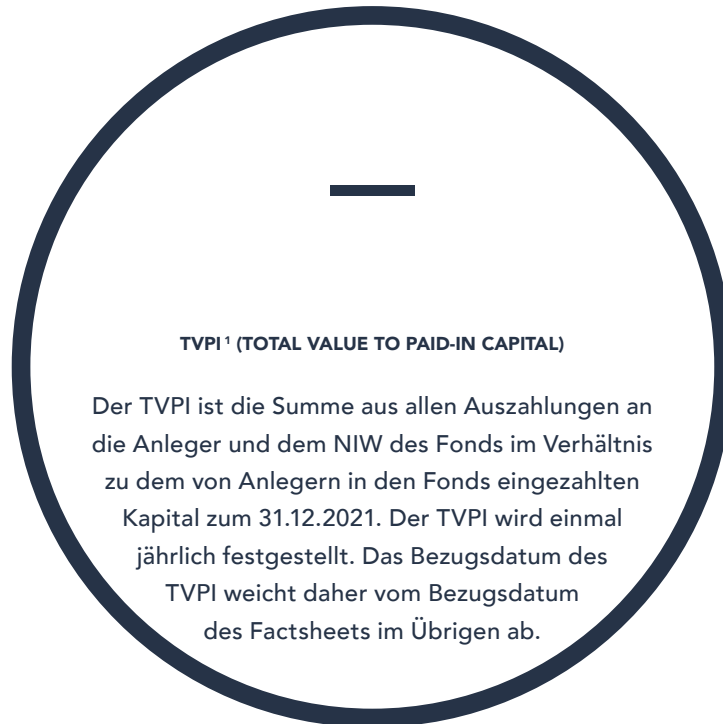 –
TVPI ¹ (TOTAL VALUE TO PAID-IN CAPITAL)
Der TVPI ist die Summe aus allen Auszahlungen an
die Anleger und dem NIW des Fonds im Verhältnis
zu dem von Anlegern in den Fonds eingezahlten
Kapital zum 31.12.2021. Der TVPI wird einmal
jährlich festgestellt. Das Bezugsdatum des
TVPI weicht daher vom Bezugsdatum
des Factsheets im Übrigen ab.